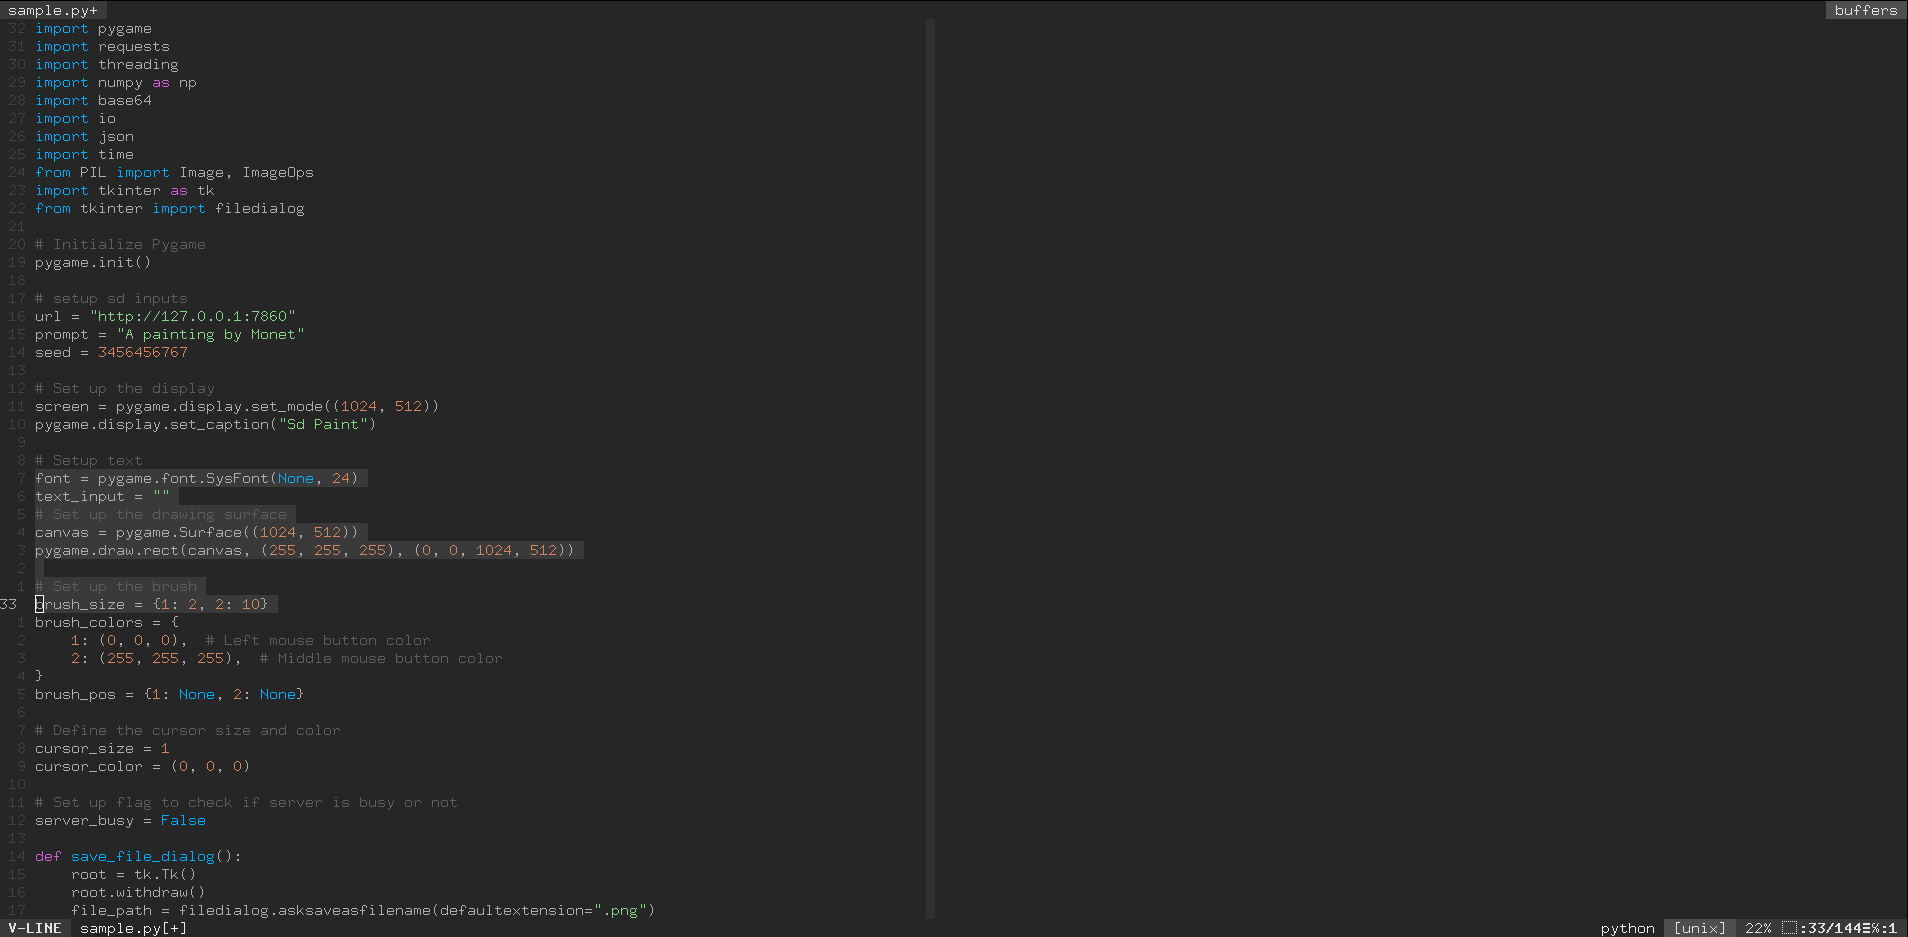 sample.py+ buffers
32 import pygame
31 import requests
30 import threading
29 import numpy as np
28 import base64
27 import io
26 import json
25 import time
24 from PIL import Image, ImageOps
23 import tkinter as tk
22 from tkinter import filedialog
21
20 # Initialize Pygame
19 pygame.init()
18
17 # setup sd inputs
16 url = "http://127.0.0.1:7860"
15 prompt = "A painting by Monet"
14 seed = 3456456767
13
12 # Set up the display
11 screen = pygame.display.set_mode((1024, 512))
10 pygame.display.set_caption("Sd Paint")
9
8 # Setup text
7 font = pygame.font.SysFont(None, 24)
6 text_input = ""
5 # Set up the drawing surface
4 canvas = pygame.Surface((1024, 512))
3 pygame.draw.rect(canvas, (255, 255, 255), (0, 0, 1024, 512))
2
1 # Set up the brush
33 brush_size = {1: 2, 2: 10}
1 brush_colors = {
2     1: (0, 0, 0),  # Left mouse button color
3     2: (255, 255, 255),  # Middle mouse button color
4 }
5 brush_pos = {1: None, 2: None}
6
7 # Define the cursor size and color
8 cursor_size = 1
9 cursor_color = (0, 0, 0)
10
11 # Set up flag to check if server is busy or not
12 server_busy = False
13
14 def save_file_dialog():
15     root = tk.Tk()
16     root.withdraw()
17     file_path = filedialog.asksaveasfilename(defaultextension=".png")
V-LINE sample.py[+] python [unix] 22% :33/144≡%:1